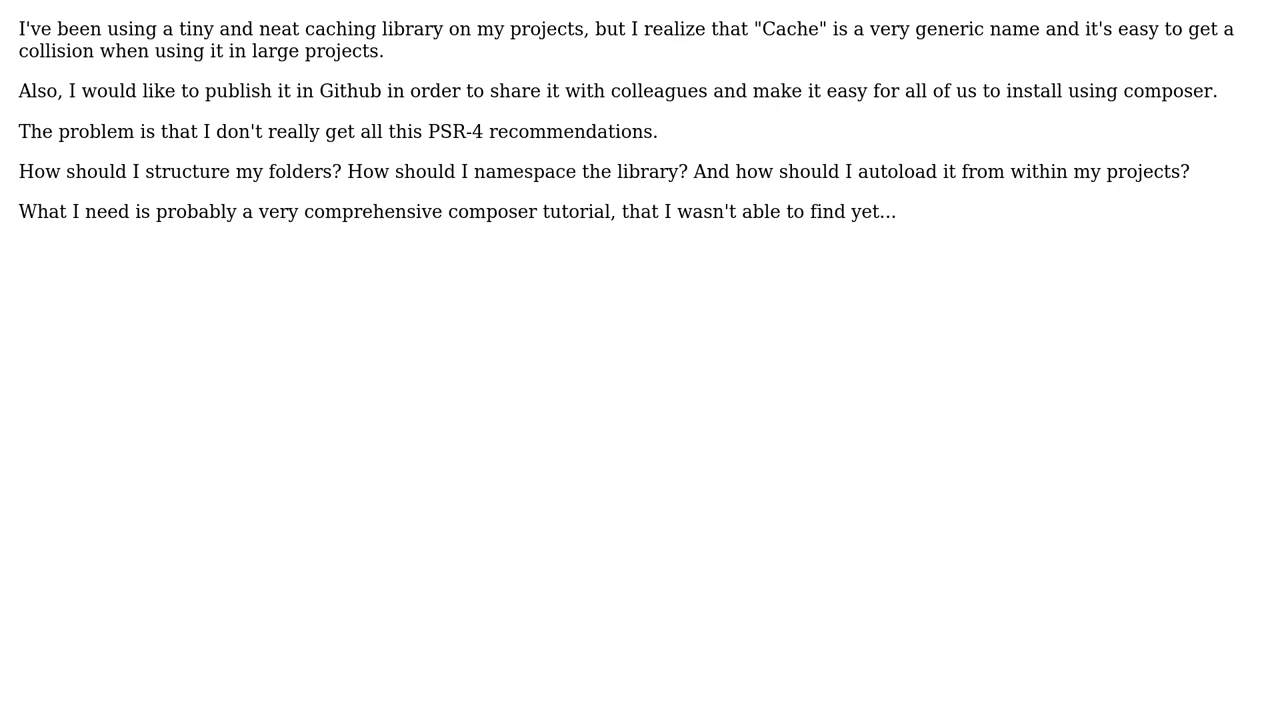 I've been using a tiny and neat caching library on my projects, but I realize that "Cache" is a very generic name and it's easy to get a
collision when using it in large projects.
Also, I would like to publish it in Github in order to share it with colleagues and make it easy for all of us to install using composer.
The problem is that I don't really get all this PSR-4 recommendations.
How should I structure my folders? How should I namespace the library? And how should I autoload it from within my projects?
What I need is probably a very comprehensive composer tutorial, that I wasn't able to find yet...